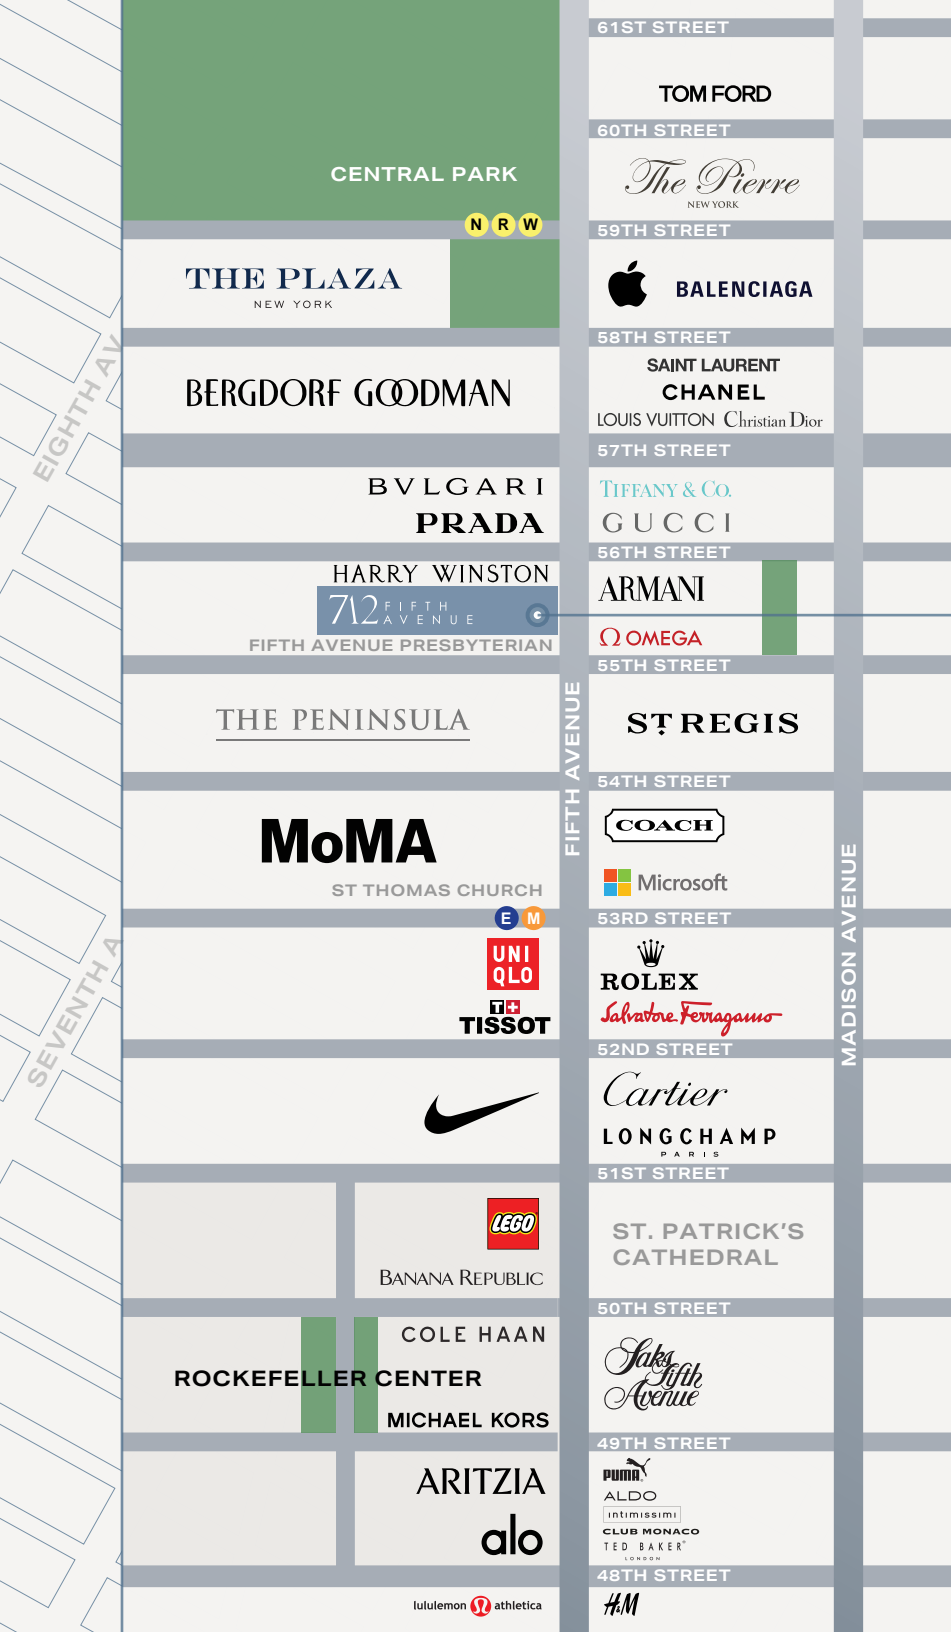 61ST STREET
TOM FORD
60TH STREET
CENTRAL PARK
The Pierre
NEW YORK
N R W
59TH STREET
THE PLAZA
NEW YORK
BALENCIAGA
58TH STREET
EIGHTH AV
BERGDORF GOODMAN
SAINT LAURENT
CHANEL
LOUIS VUITTON Christian Dior
57TH STREET
BVLGARI
PRADA
TIFFANY & CO.
GUCCI
56TH STREET
HARRY WINSTON
712 FIFTH
AVENUE
FIFTH AVENUE PRESBYTERIAN
ARMANI
Ω OMEGA
55TH STREET
THE PENINSULA
FIFTH AVENUE
ST. REGIS
54TH STREET
MoMA
ST THOMAS CHURCH
COACH
Microsoft
E M
53RD STREET
MADISON AVENUE
SEVENTH A
UNI
QLO
T+
TISSOT
ROLEX
Salvatore Ferragamo
52ND STREET
Cartier
LONGCHAMP
PARIS
51ST STREET
LEGO
BANANA REPUBLIC
ST. PATRICK'S
CATHEDRAL
50TH STREET
COLE HAAN
ROCKEFELLER CENTER
MICHAEL KORS
Saks
Fifth
Avenue
49TH STREET
ARITZIA
alo
PUMA
ALDO
intimissimi
CLUB MONACO
TED BAKER
LONDON
48TH STREET
lululemon athletica
H&M